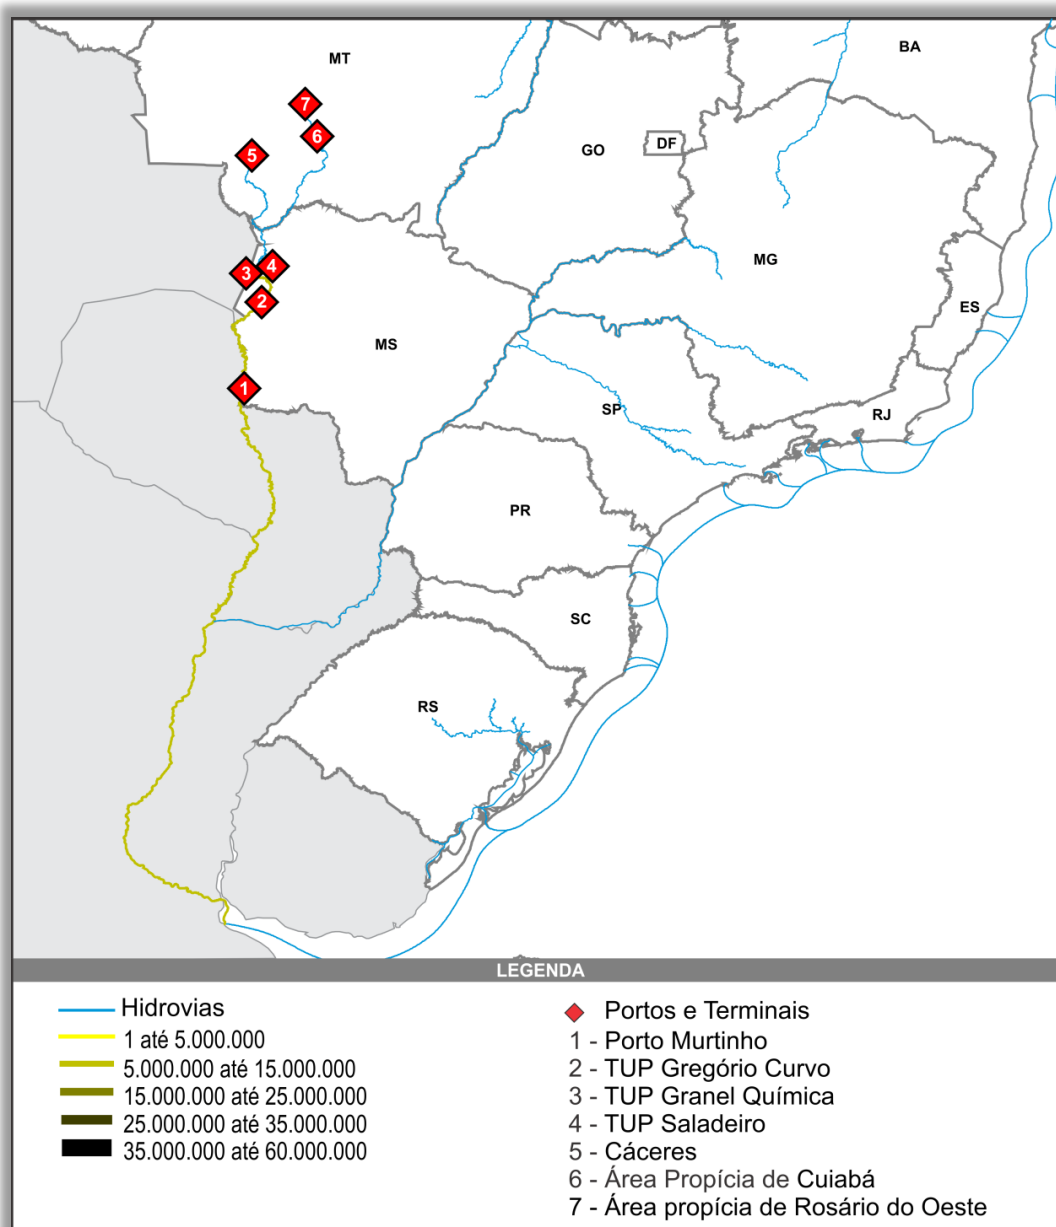 MT
BA
7
6
5
GO
DF
4
3
2
MG
ES
MS
1
SP
RJ
PR
SC
RS
LEGENDA
Hidrovias
1 até 5.000.000
5.000.000 até 15.000.000
15.000.000 até 25.000.000
25.000.000 até 35.000.000
35.000.000 até 60.000.000
Portos e Terminais
1 - Porto Murtinho
2 - TUP Gregório Curvo
3 - TUP Granel Química
4 - TUP Saladeiro
5 - Cáceres
6 - Área Propícia de Cuiabá
7 - Área propícia de Rosário do Oeste